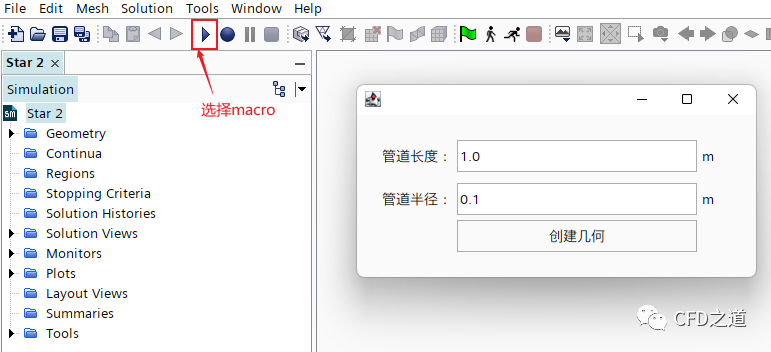 File Edit Mesh Solution Tools Window Help
Star 2 ×
Simulation
选择macro
Star 2
Geometry
Continua
Regions
Stopping Criteria
Solution Histories
Solution Views
Monitors
Plots
Layout Views
Summaries
Tools
管道长度： 1.0 m
管道半径： 0.1 m
创建几何
CFD之道